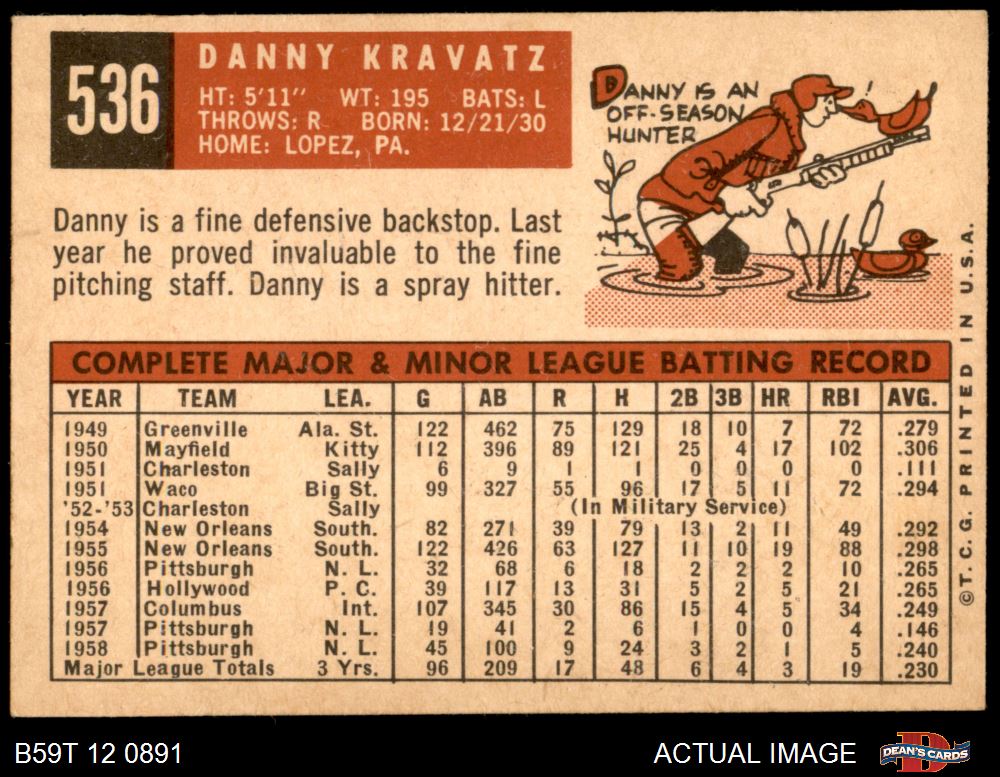 536
DANNY KRAVATZ
HT: 5'11" WT: 195 BATS: L
THROWS: R BORN: 12/21/30
HOME: LOPEZ, PA.
DANNY IS AN
OFF-SEASON
HUNTER
!
Danny is a fine defensive backstop. Last
year he proved invaluable to the fine
pitching staff. Danny is a spray hitter.
COMPLETE MAJOR & MINOR LEAGUE BATTING RECORD
YEAR TEAM LEA. G AB R H 2B 3B HR RBI AVG.
1949 Greenville Ala. St. 122 462 75 129 18 10 7 72 .279
1950 Mayfield Kitty 112 396 89 121 25 4 17 102 .306
1951 Charleston Sally 6 9 1 1 0 0 0 0 .111
1951 Waco Big St. 99 327 55 96 17 5 11 72 .294
'52-'53 Charleston Sally (In Military Service)
1954 New Orleans South. 82 271 39 79 13 2 11 49 .292
1955 New Orleans South. 122 426 63 127 11 10 19 88 .298
1956 Pittsburgh N. L. 32 68 6 18 2 2 2 10 .265
1956 Hollywood P. C. 39 117 13 31 5 2 5 21 .265
1957 Columbus Int. 107 345 30 86 15 4 5 34 .249
1957 Pittsburgh N. L. 19 41 2 6 1 0 0 4 .146
1958 Pittsburgh N. L. 45 100 9 24 3 2 1 5 .240
Major League Totals 3 Yrs. 96 209 17 48 6 4 3 19 .230
©T. C. G. PRINTED IN U.S.A.
B59T 12 0891
ACTUAL IMAGE
D
DEAN'S CARDS